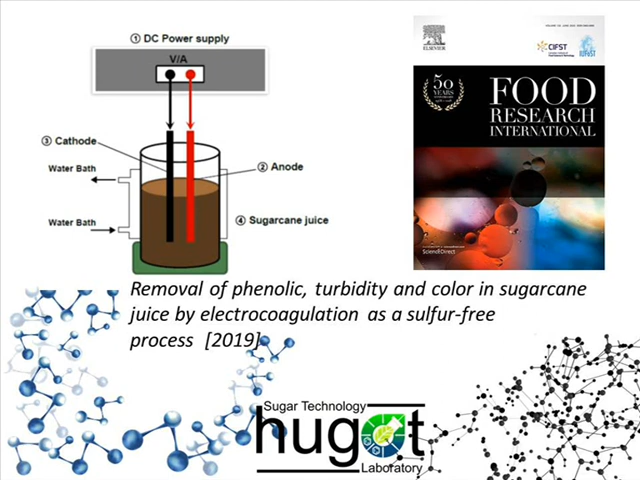 ① DC Power supply
V/A
③ Cathode
② Anode
Water Bath
Water Bath
④ Sugarcane juice
ELSEVIER
CIFST
IUFoST
50
YEARS
FOOD
RESEARCH
INTERNATIONAL
ScienceDirect
Removal of phenolic, turbidity and color in sugarcane
juice by electrocoagulation as a sulfur-free
process [2019]
Sugar Technology
hugot
Laboratory